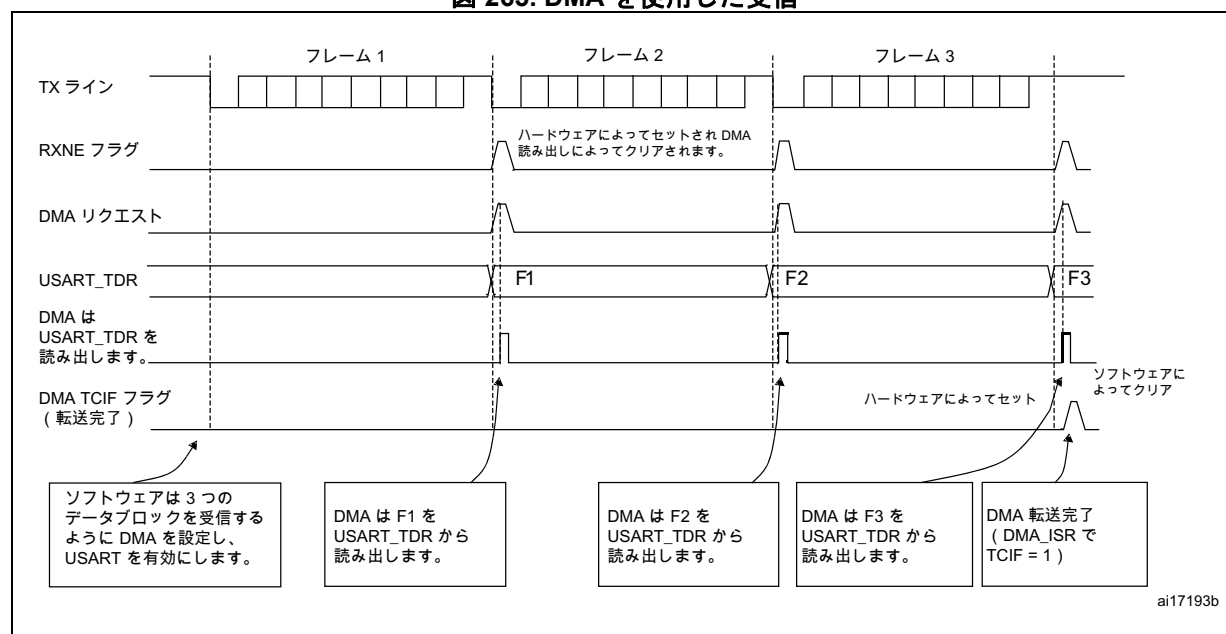 図 265. DMA を使用した受信
フレーム 1
フレーム 2
フレーム 3
TX ライン
RXNE フラグ
ハードウェアによってセットされ DMA
読み出しによってクリアされます。
DMA リクエスト
USART_TDR
F1
F2
F3
DMA は
USART_TDR を
読み出します。
DMA TCIF フラグ
( 転送完了 )
ハードウェアによってセット
ソフトウェアに
よってクリア
ソフトウェアは 3 つの
データブロックを受信する
ように DMA を設定し、
USART を有効にします。
DMA は F1 を
USART_TDR から
読み出します。
DMA は F2 を
USART_TDR から
読み出します。
DMA は F3 を
USART_TDR から
読み出します。
DMA 転送完了
( DMA_ISR で
TCIF = 1 )
ai17193b